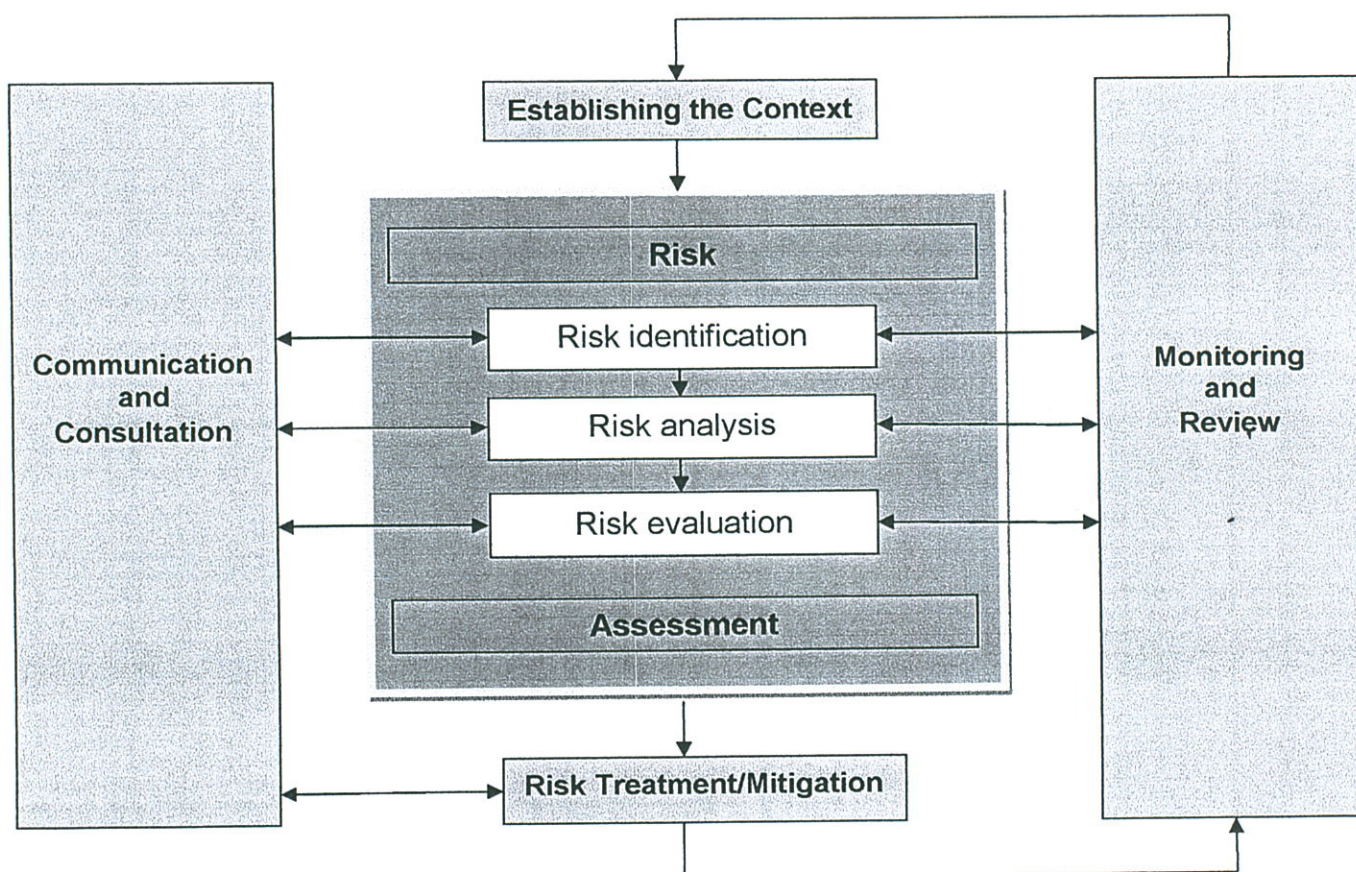 Establishing the Context
Risk
Risk identification
Communication
and
Consultation
Monitoring
and
Review
Risk analysis
Risk evaluation
Assessment
Risk Treatment/Mitigation